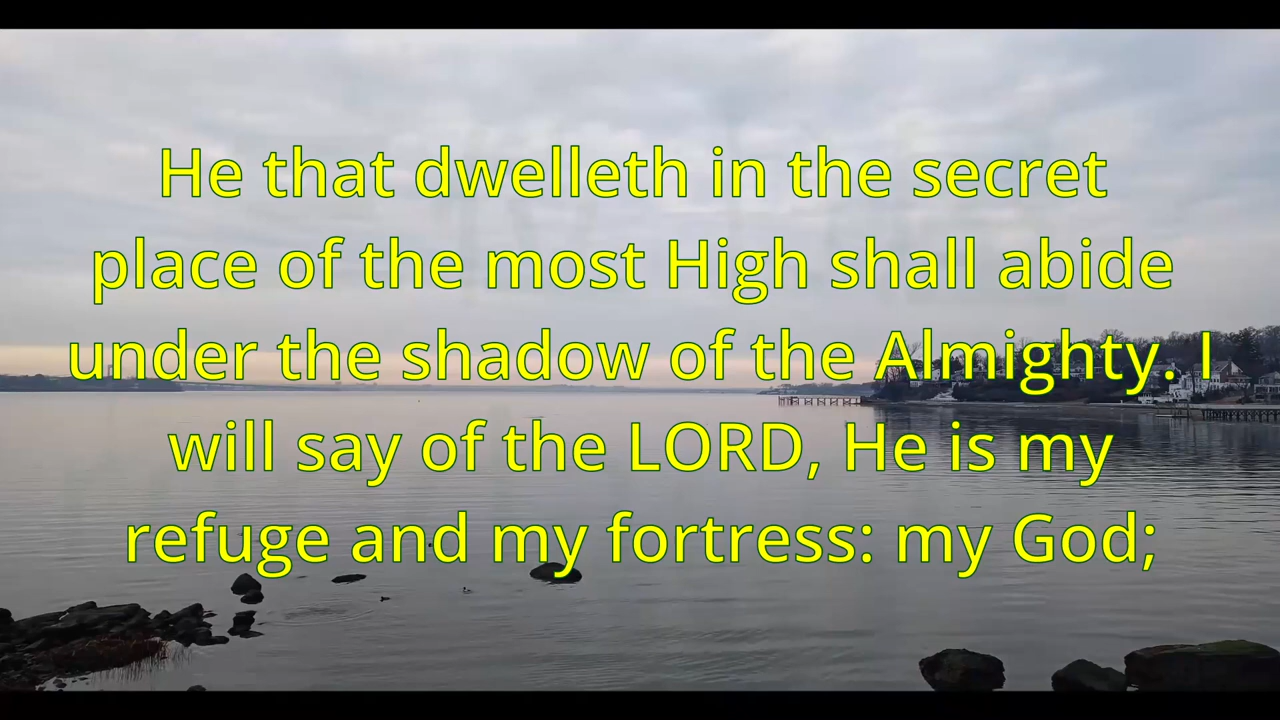 He that dwelleth in the secret
place of the most High shall abide
under the shadow of the Almighty. I
will say of the LORD, He is my
refuge and my fortress: my God;